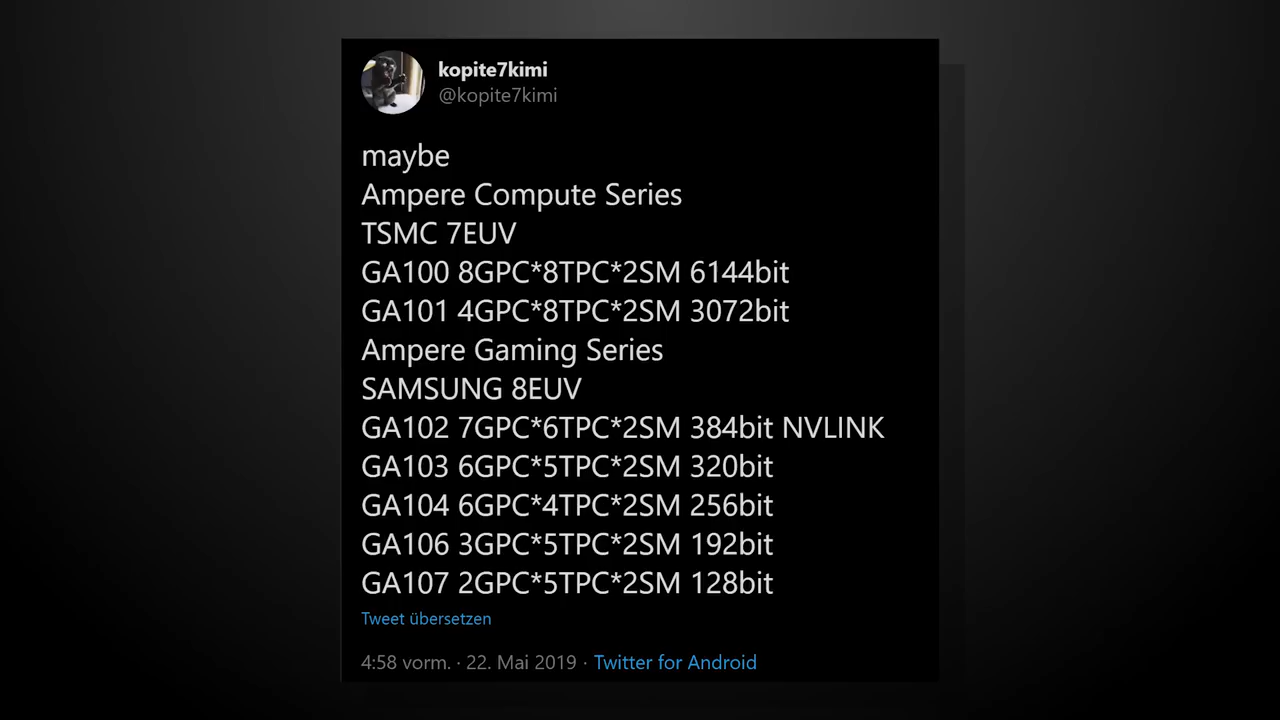 kopite7kimi
@kopite7kimi
maybe
Ampere Compute Series
TSMC 7EUV
GA100 8GPC*8TPC*2SM 6144bit
GA101 4GPC*8TPC*2SM 3072bit
Ampere Gaming Series
SAMSUNG 8EUV
GA102 7GPC*6TPC*2SM 384bit NVLINK
GA103 6GPC*5TPC*2SM 320bit
GA104 6GPC*4TPC*2SM 256bit
GA106 3GPC*5TPC*2SM 192bit
GA107 2GPC*5TPC*2SM 128bit
Tweet übersetzen
4:58 vorm. · 22. Mai 2019 · Twitter for Android